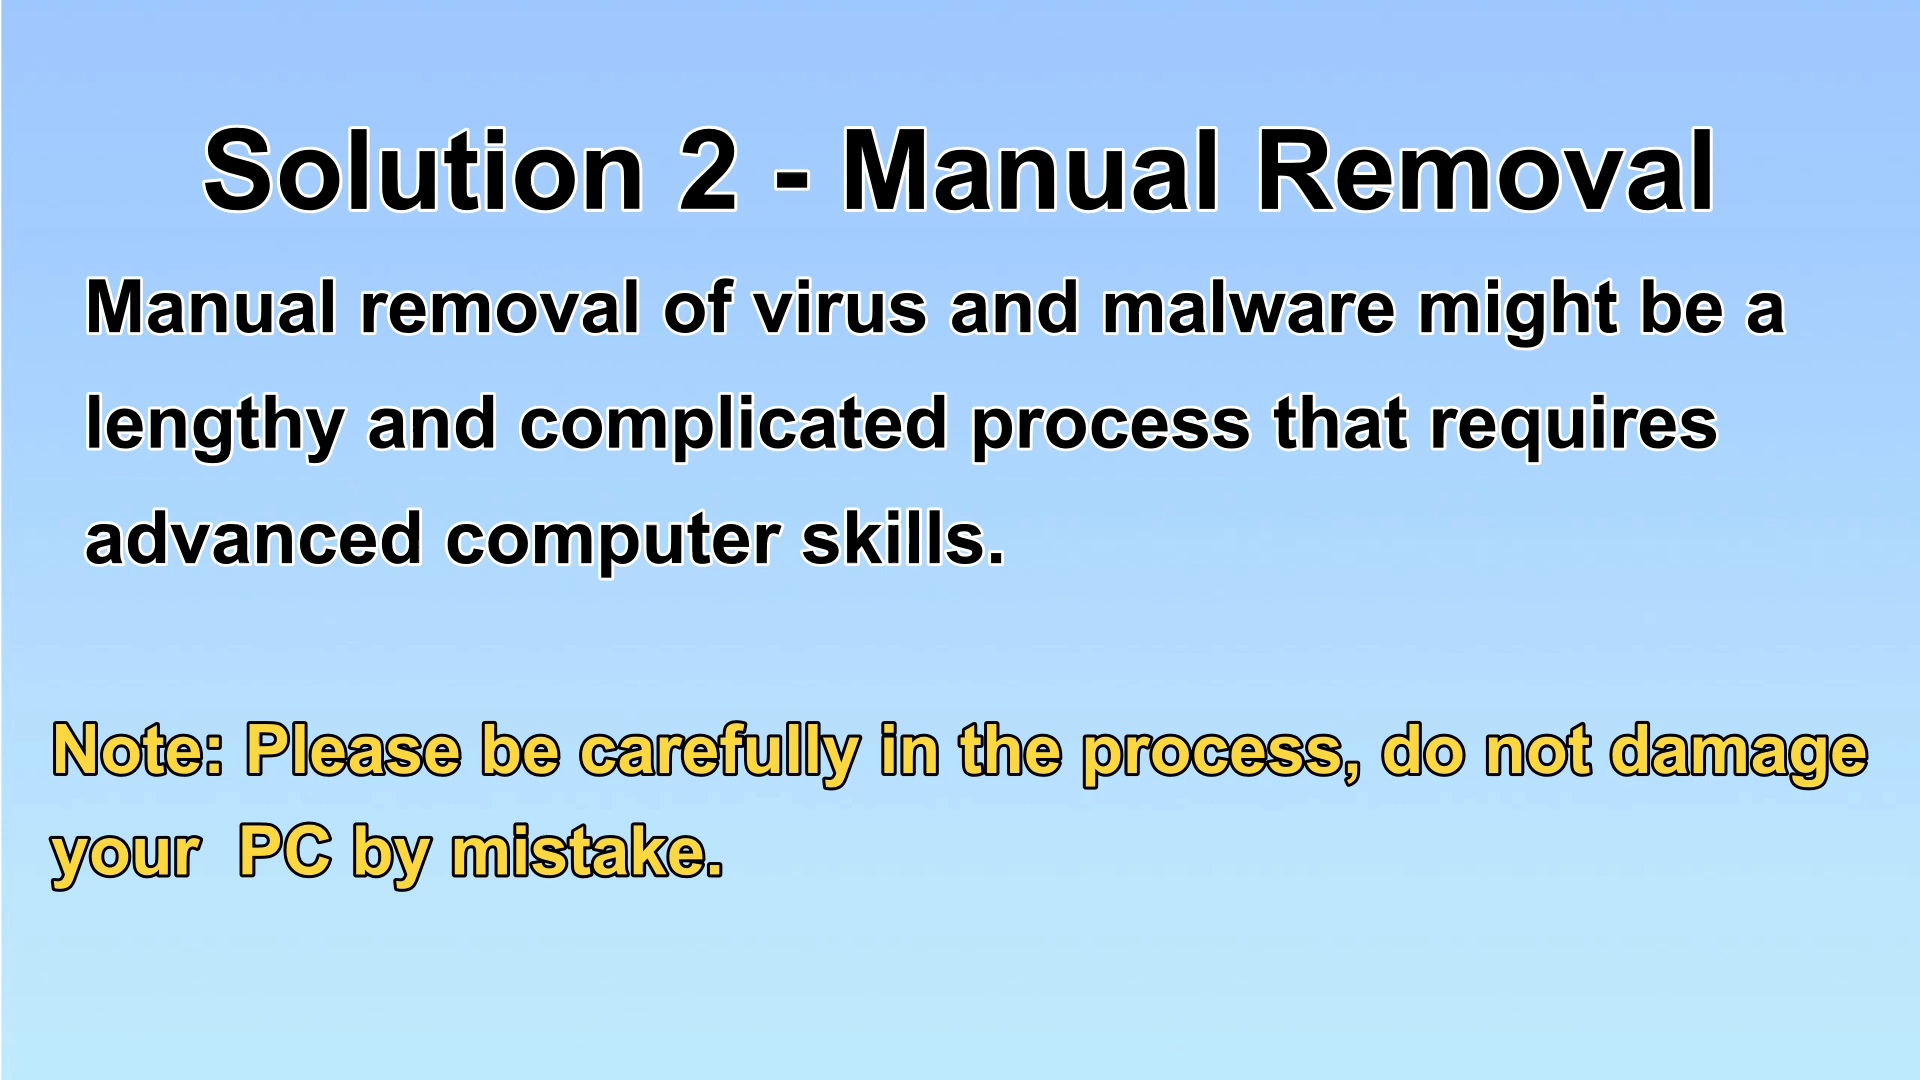 Solution 2 - Manual Removal
Manual removal of virus and malware might be a
lengthy and complicated process that requires
advanced computer skills.
Note: Please be carefully in the process, do not damage
your  PC by mistake.